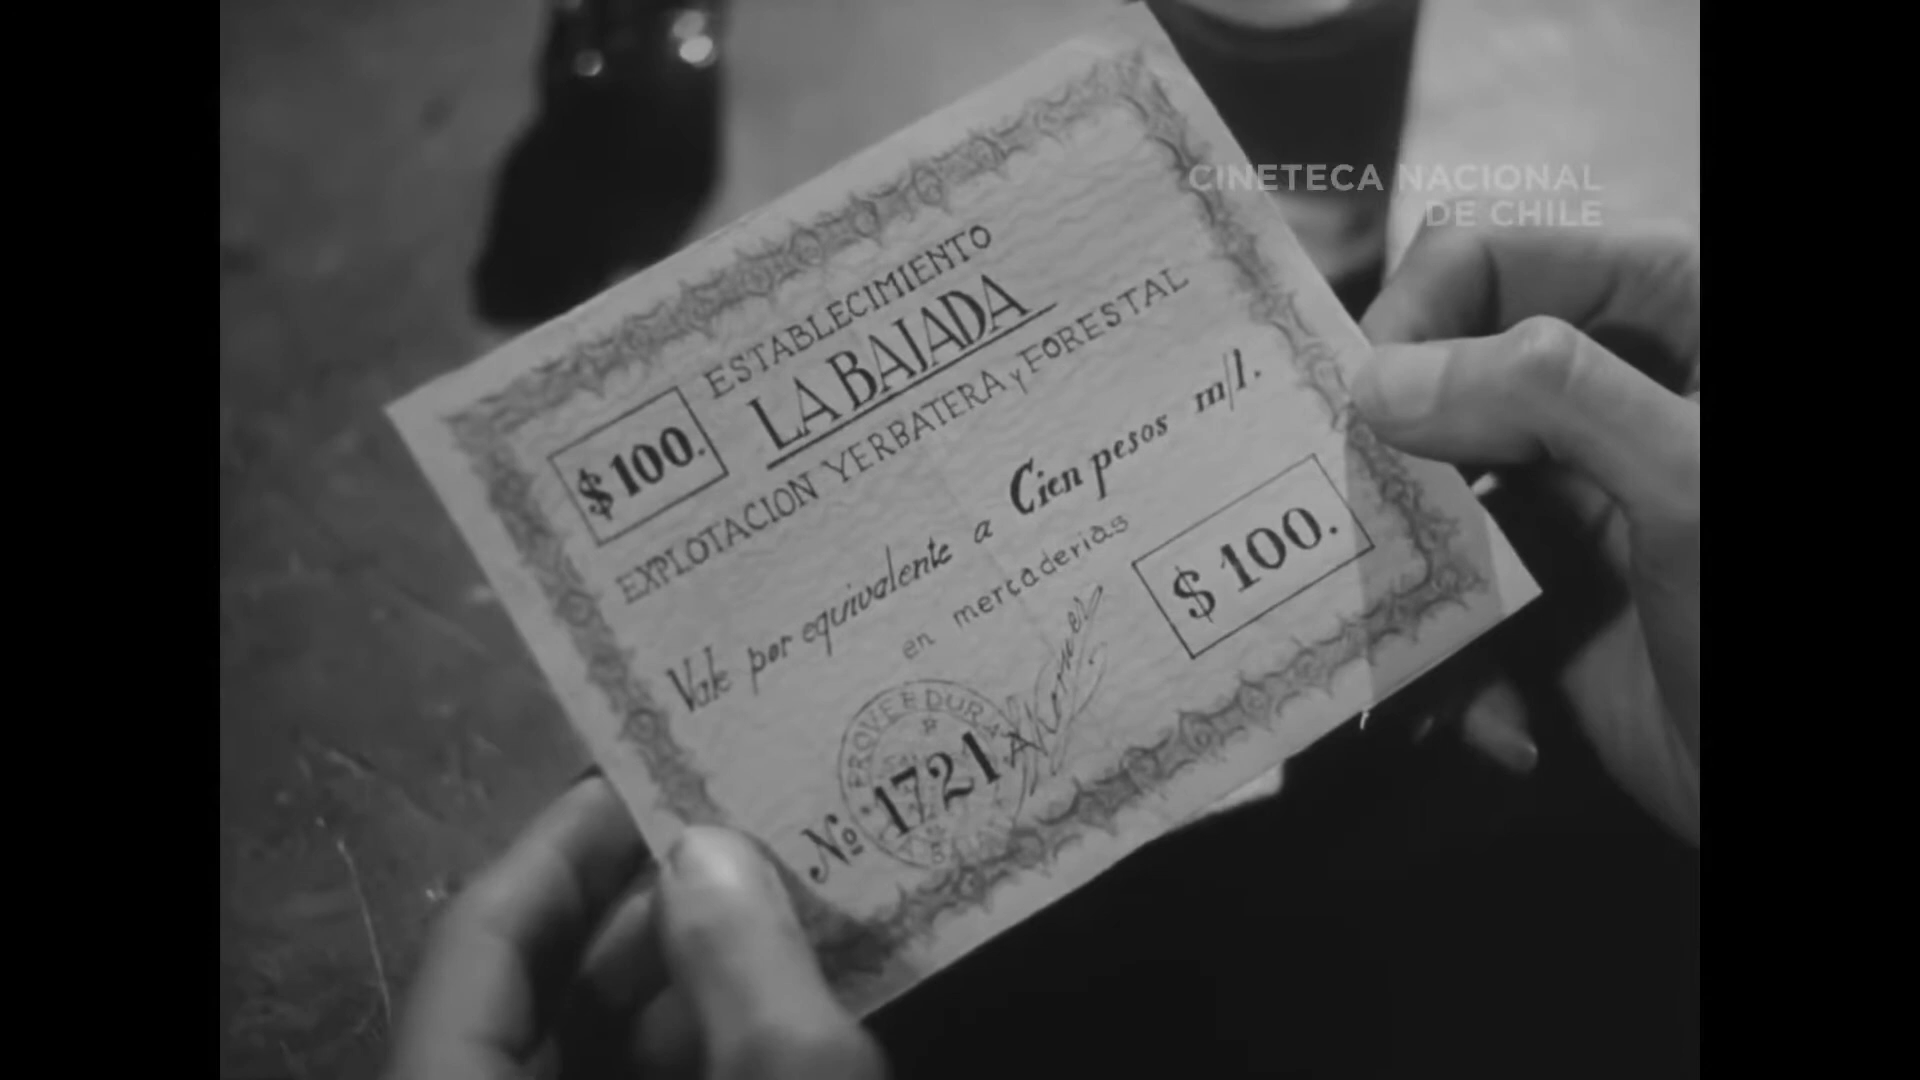 CINETECA NACIONAL
DE CHILE
ESTABLECIMIENTO
LA BAJADA
EXPLOTACION YERBATERA Y FORESTAL
$100.
Vale por equivalente a Cien pesos m/l.
en mercaderias
$100.
PROVEEDURIA
Nº 1721